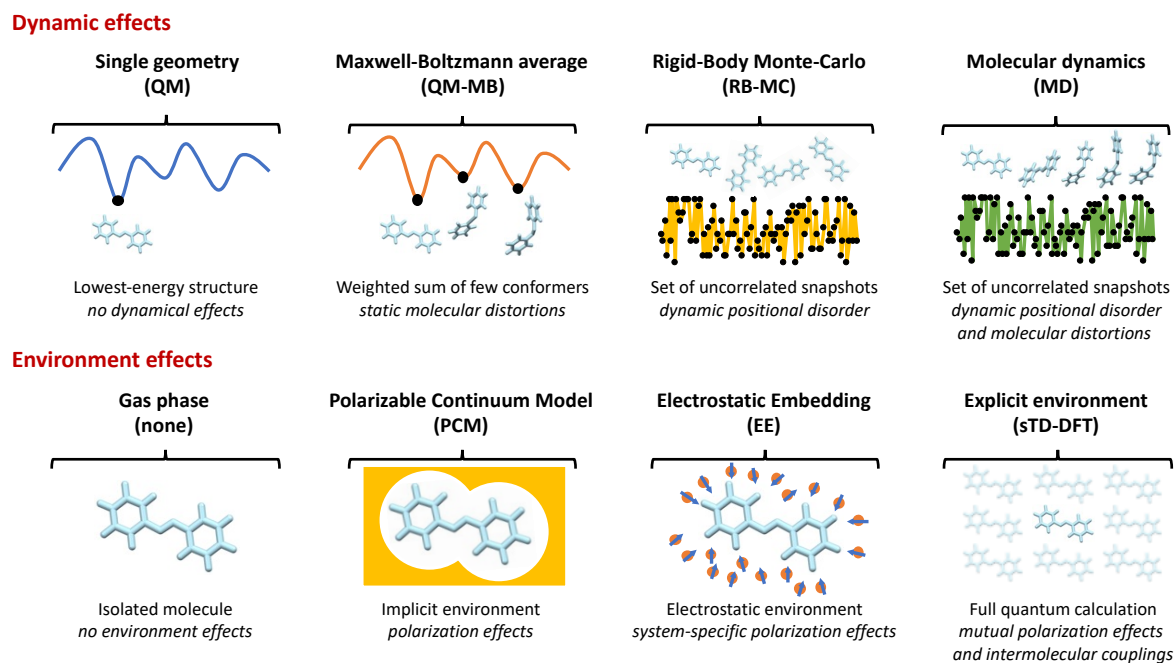 Dynamic effects
Single geometry
(QM)
Maxwell-Boltzmann average
(QM-MB)
Rigid-Body Monte-Carlo
(RB-MC)
Molecular dynamics
(MD)
Lowest-energy structure
no dynamical effects
Weighted sum of few conformers
static molecular distortions
Set of uncorrelated snapshots
dynamic positional disorder
Set of uncorrelated snapshots
dynamic positional disorder
and molecular distortions
Environment effects
Gas phase
(none)
Polarizable Continuum Model
(PCM)
Electrostatic Embedding
(EE)
Explicit environment
(sTD-DFT)
Isolated molecule
no environment effects
Implicit environment
polarization effects
Electrostatic environment
system-specific polarization effects
Full quantum calculation
mutual polarization effects
and intermolecular couplings